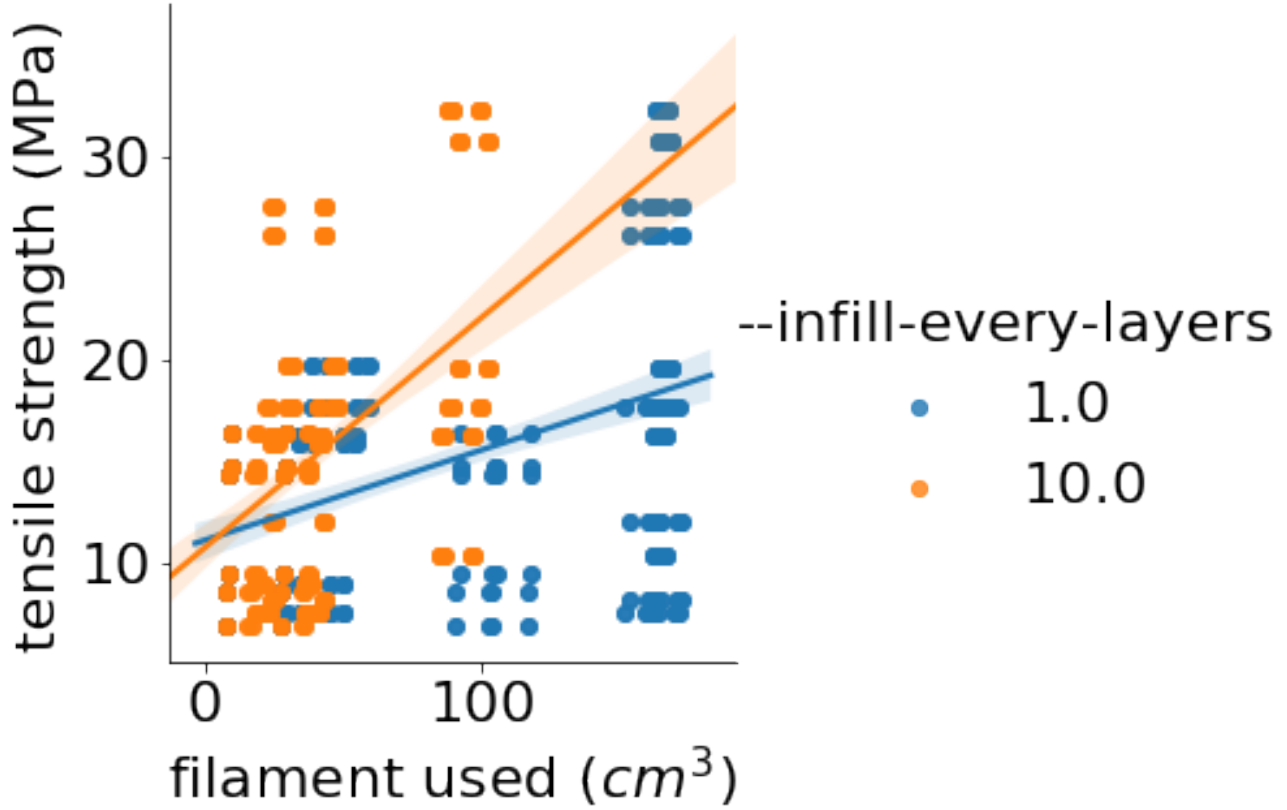 tensile strength (MPa)
30
20
10
0
100
filament used (cm³)
--infill-every-layers
1.0
10.0